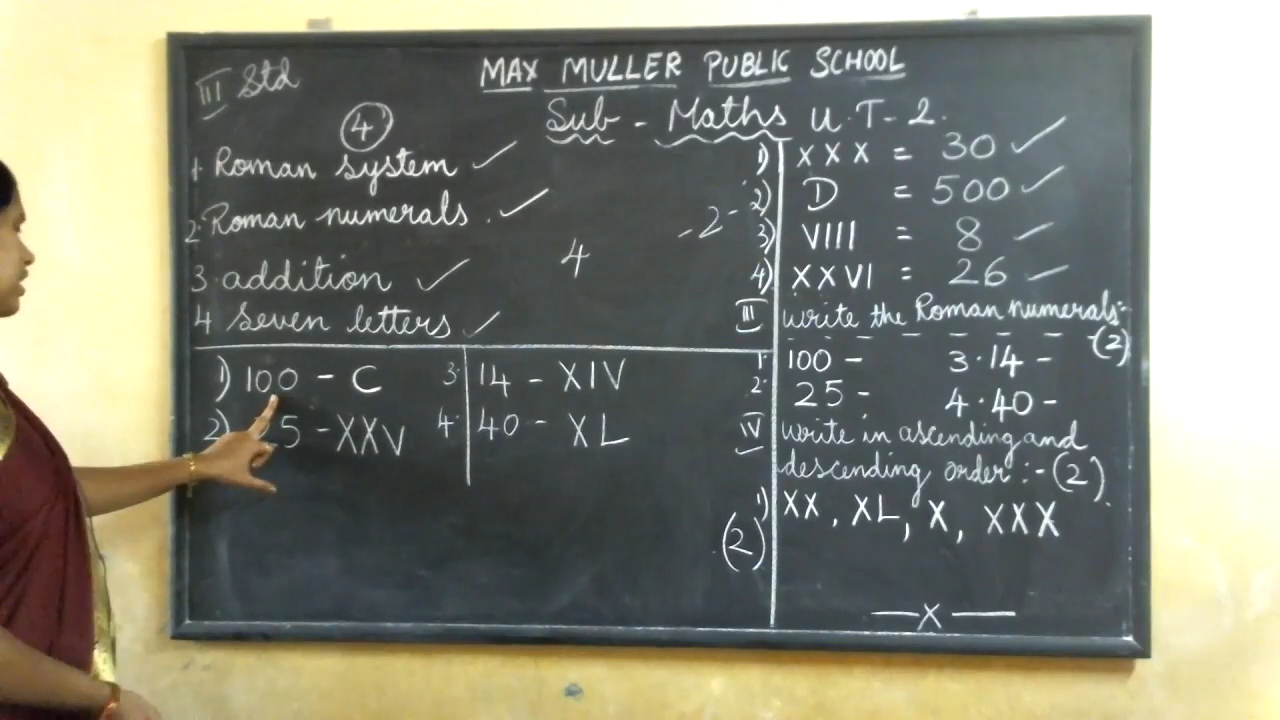 III Std
MAX MULLER PUBLIC SCHOOL
Sub - Maths U.T-2.
4
1. Roman system ✓
2. Roman numerals. ✓
3. addition ✓
4 Seven letters ✓
4
-2-
1) 100 - C
2) 25 - XXV
3. 14 - XIV
4. 40 - XL
1) XXX = 30 ✓
2) D = 500 ✓
3) VIII = 8 ✓
4) XXVI = 26 ✓
III write the Roman numerals:-
(2)
1. 100 - 3. 14 -
2. 25 - 4. 40 -
IV write in ascending and
descending order :- (2)
1) XX, XL, X, XXX
(2)
—X—